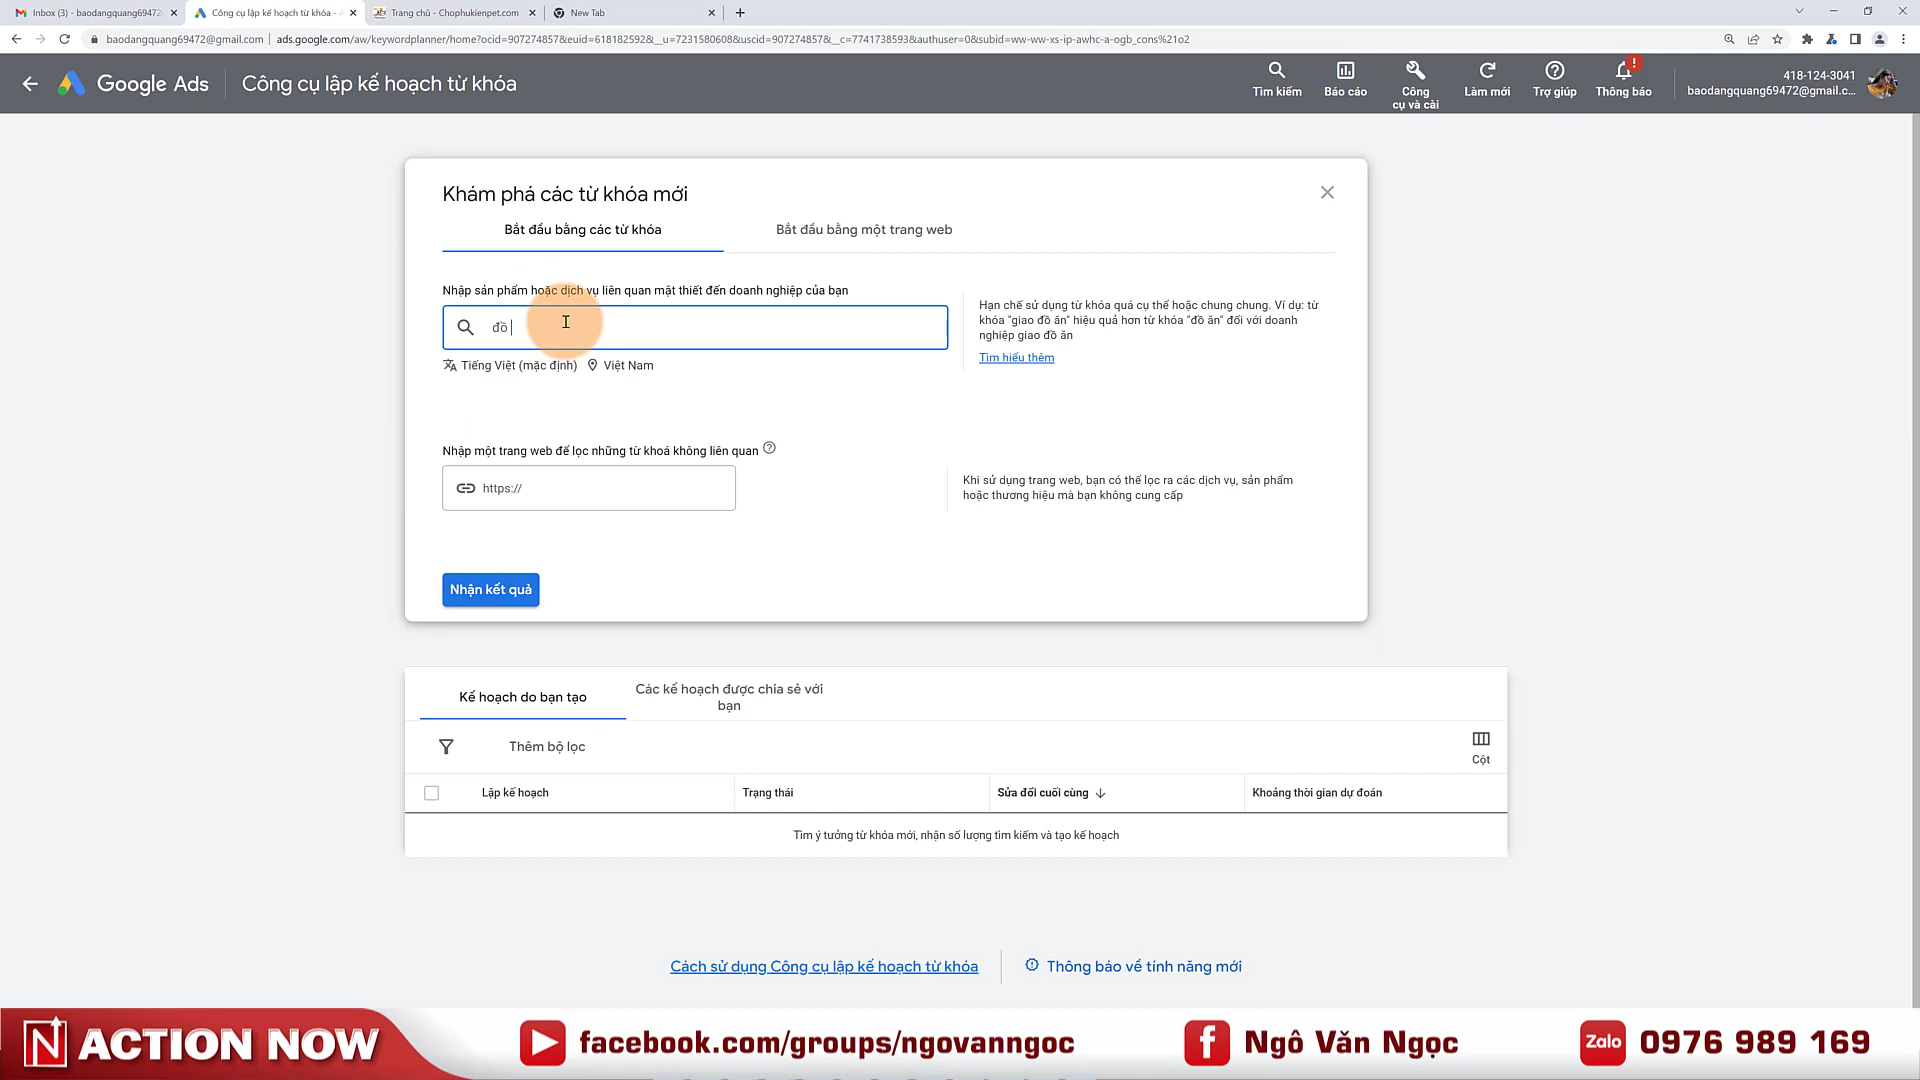 Inbox (3) - baodangquang69472
Công cụ lập kế hoạch từ khóa - 4
Trang chủ - Chophukienpet.com
New Tab
baodangquang69472@gmail.com
ads.google.com/aw/keywordplanner/home?ocid=907274857&euid=618182592&__u=7231580608&uscid=907274857&__c=7741738593&authuser=0&subid=ww-ww-xs-ip-awhc-a-ogb_cons%21o2
Google Ads
Công cụ lập kế hoạch từ khóa
Tìm kiếm
Báo cáo
Công
cụ và cài
Làm mới
Trợ giúp
!
Thông báo
418-124-3041
baodangquang69472@gmail.c...
Khám phá các từ khóa mới
Bắt đầu bằng các từ khóa
Bắt đầu bằng một trang web
Nhập sản phẩm hoặc dịch vụ liên quan mật thiết đến doanh nghiệp của bạn
đồ
Tiếng Việt (mặc định)
Việt Nam
Hạn chế sử dụng từ khóa quá cụ thể hoặc chung chung. Ví dụ: từ
khóa "giao đồ ăn" hiệu quả hơn từ khóa "đồ ăn" đối với doanh
nghiệp giao đồ ăn
Tìm hiểu thêm
Nhập một trang web để lọc những từ khoá không liên quan
https://
Khi sử dụng trang web, bạn có thể lọc ra các dịch vụ, sản phẩm
hoặc thương hiệu mà bạn không cung cấp
Nhận kết quả
Kế hoạch do bạn tạo
Các kế hoạch được chia sẻ với
bạn
Thêm bộ lọc
Cột
Lập kế hoạch
Trạng thái
Sửa đổi cuối cùng
Khoảng thời gian dự đoán
Tìm ý tưởng từ khóa mới, nhận số lượng tìm kiếm và tạo kế hoạch
Cách sử dụng Công cụ lập kế hoạch từ khóa
Thông báo về tính năng mới
N ACTION NOW
facebook.com/groups/ngovanngoc
f Ngô Văn Ngọc
Zalo 0976 989 169